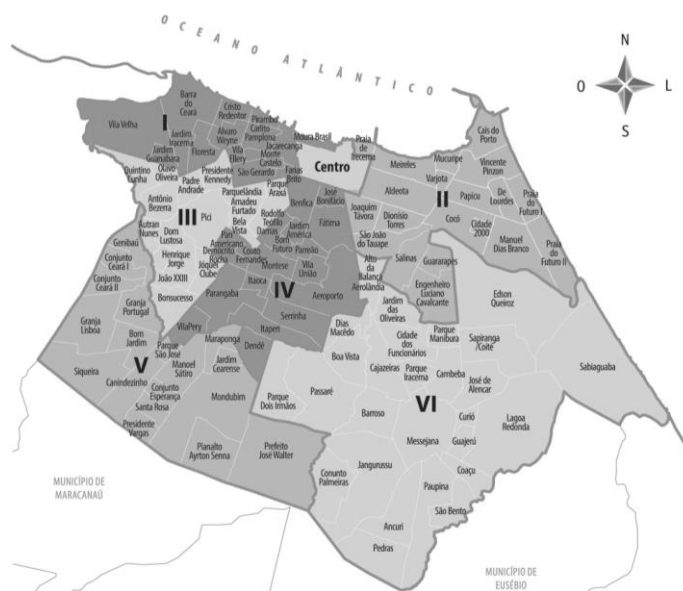 OCEANO ATLÂNTICO
N
O
L
S
Barra
do
Ceará
Vila Velha
I
Cristo
Redentor
Pirambu
Carlito
Pamplona
Jardim
Iracema
Álvaro
Weyne
Jacarecanga
Moura Brasil
Praia
de
Iracema
Cais do
Porto
Jardim
Guanabara
Floresta
Vila
Ellery
Monte
Castelo
São Gerardo
Farias
Brito
Centro
Meireles
Mucuripe
Varjota
Vincente
Pinzon
Quintino
Cunha
Olavo
Oliveira
Padre
Andrade
Presidente
Kennedy
Parque
Araxá
Parquelândia
Amadeu
Furtado
Benfica
José
Bonifácio
Aldeota
II
Papicu
De
Lourdes
Praia
do
Futuro I
Antônio
Bezerra
III
Pici
Bela
Vista
Rodolfo
Teófilo
Damas
Jardim
América
Fátima
Joaquim
Távora
Dionísio
Torres
Cocó
Cidade
2000
Autran
Nunes
Dom
Lustosa
Pan
Americano
Bom
Futuro
Parreão
São João
do Tauape
Manuel
Dias Branco
Praia
do
Futuro II
Genibaú
Henrique
Jorge
Demócrito
Rocha
Couto
Fernandes
Montese
Vila
União
Alto
da
Balança
Salinas
Guararapes
Conjunto
Ceará I
João XXIII
Jóquei
Clube
Itaora
IV
Aeroporto
Aerolândia
Engenheiro
Luciano
Cavalcante
Edson
Queiroz
Conjunto
Ceará II
Bonsucesso
Parangaba
Serrinha
Jardim
das
Oliveiras
Granja
Portugal
Granja
Lisboa
VilaPery
Itaperi
Dias
Macêdo
Cidade
dos
Funcionários
Parque
Manibura
Sapiranga
/Coité
Bom
Jardim
Parque
São José
Maraponga
Dendê
Boa Vista
Sabiaguaba
Siqueira
V
Canindezinho
Manoel
Sátiro
Jardim
Cearense
Cajazeiras
Parque
Iracema
Cambeba
José de
Alencar
Conjunto
Esperança
Santa Rosa
Mondubim
Parque
Dois Irmãos
Passaré
Barroso
VI
Curió
Lagoa
Redonda
Presidente
Vargas
Planalto
Ayrton Senna
Prefeito
José Walter
Messejana
Guajerú
Conunto
Palmeiras
Jangurussu
Coaçu
Paupina
São Bento
Ancuri
Pedras
MUNICÍPIO DE
MARACANAÚ
MUNICÍPIO DE
EUSÉBIO